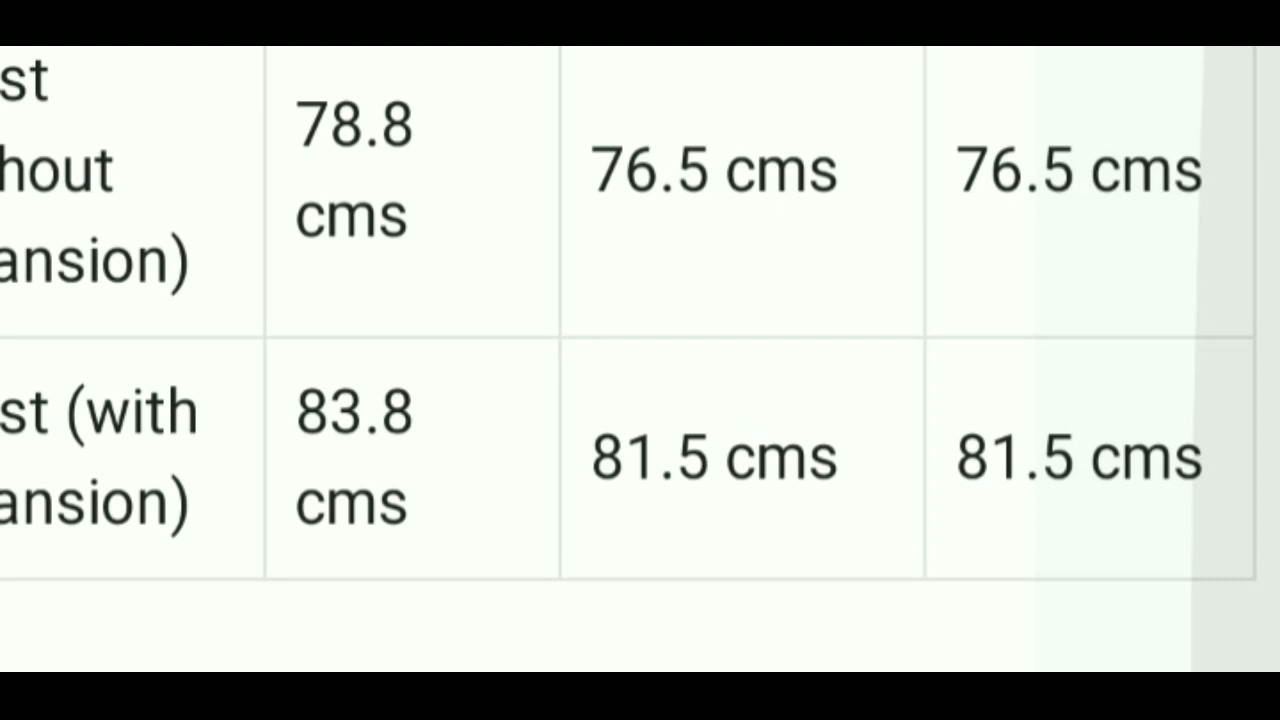 st
hout
ansion)
78.8
cms
76.5 cms
76.5 cms
st (with
ansion)
83.8
cms
81.5 cms
81.5 cms